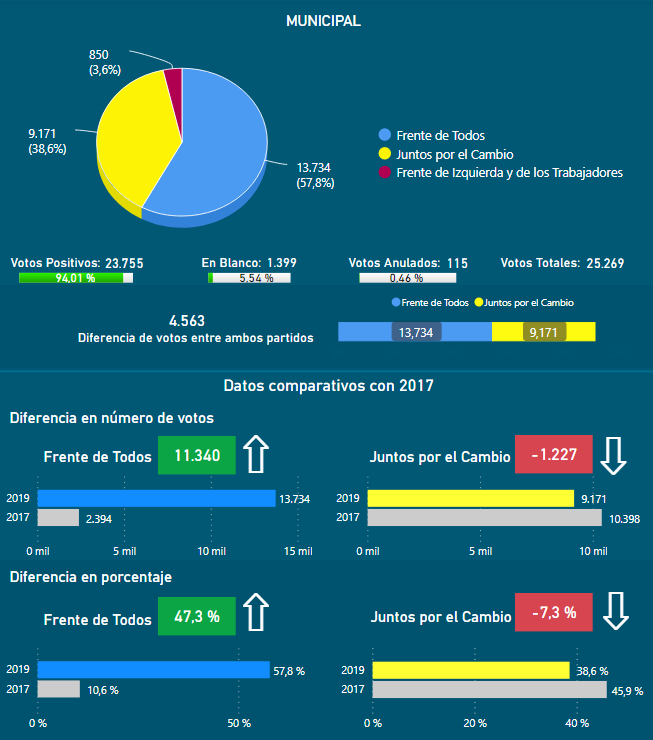 MUNICIPAL
850
(3,6%)
9.171
(38,6%)
13.734
(57,8%)
Frente de Todos
Juntos por el Cambio
Frente de Izquierda y de los Trabajadores
Votos Positivos: 23.755
94,01 %
En Blanco: 1.399
5,54 %
Votos Anulados: 115
0,46 %
Votos Totales: 25.269
4.563
Diferencia de votos entre ambos partidos
Frente de Todos Juntos por el Cambio
13,734 9,171
Datos comparativos con 2017
Diferencia en número de votos
Frente de Todos 11.340
2019 13.734
2017 2.394
0 mil 5 mil 10 mil 15 mil
Juntos por el Cambio -1.227
2019 9.171
2017 10.398
0 mil 5 mil 10 mil
Diferencia en porcentaje
Frente de Todos 47,3 %
2019 57,8 %
2017 10,6 %
0 % 50 %
Juntos por el Cambio -7,3 %
2019 38,6 %
2017 45,9 %
0 % 20 % 40 %